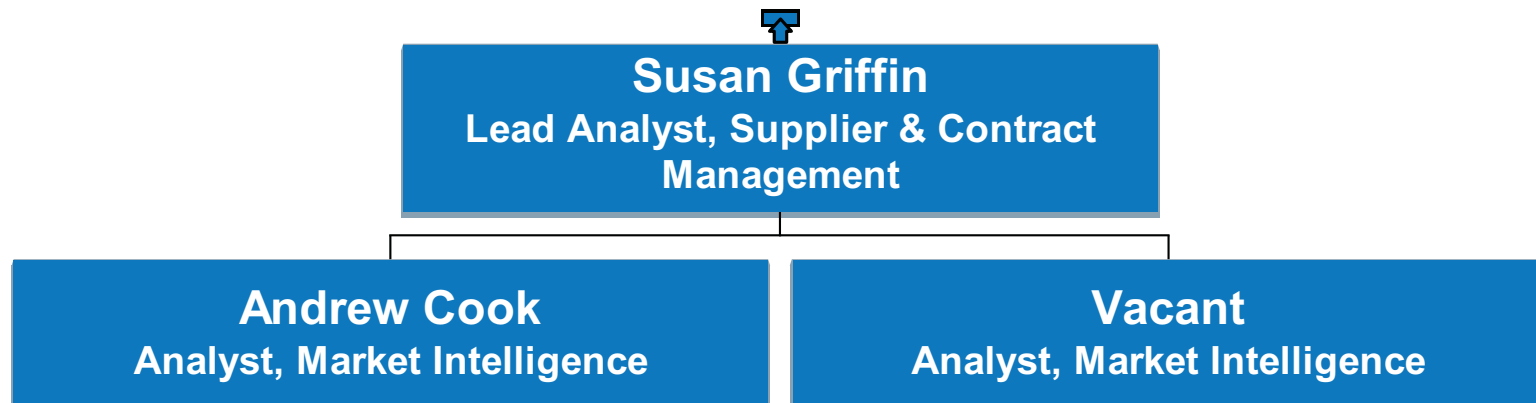 Susan Griffin
Lead Analyst, Supplier & Contract
Management
Andrew Cook
Analyst, Market Intelligence
Vacant
Analyst, Market Intelligence